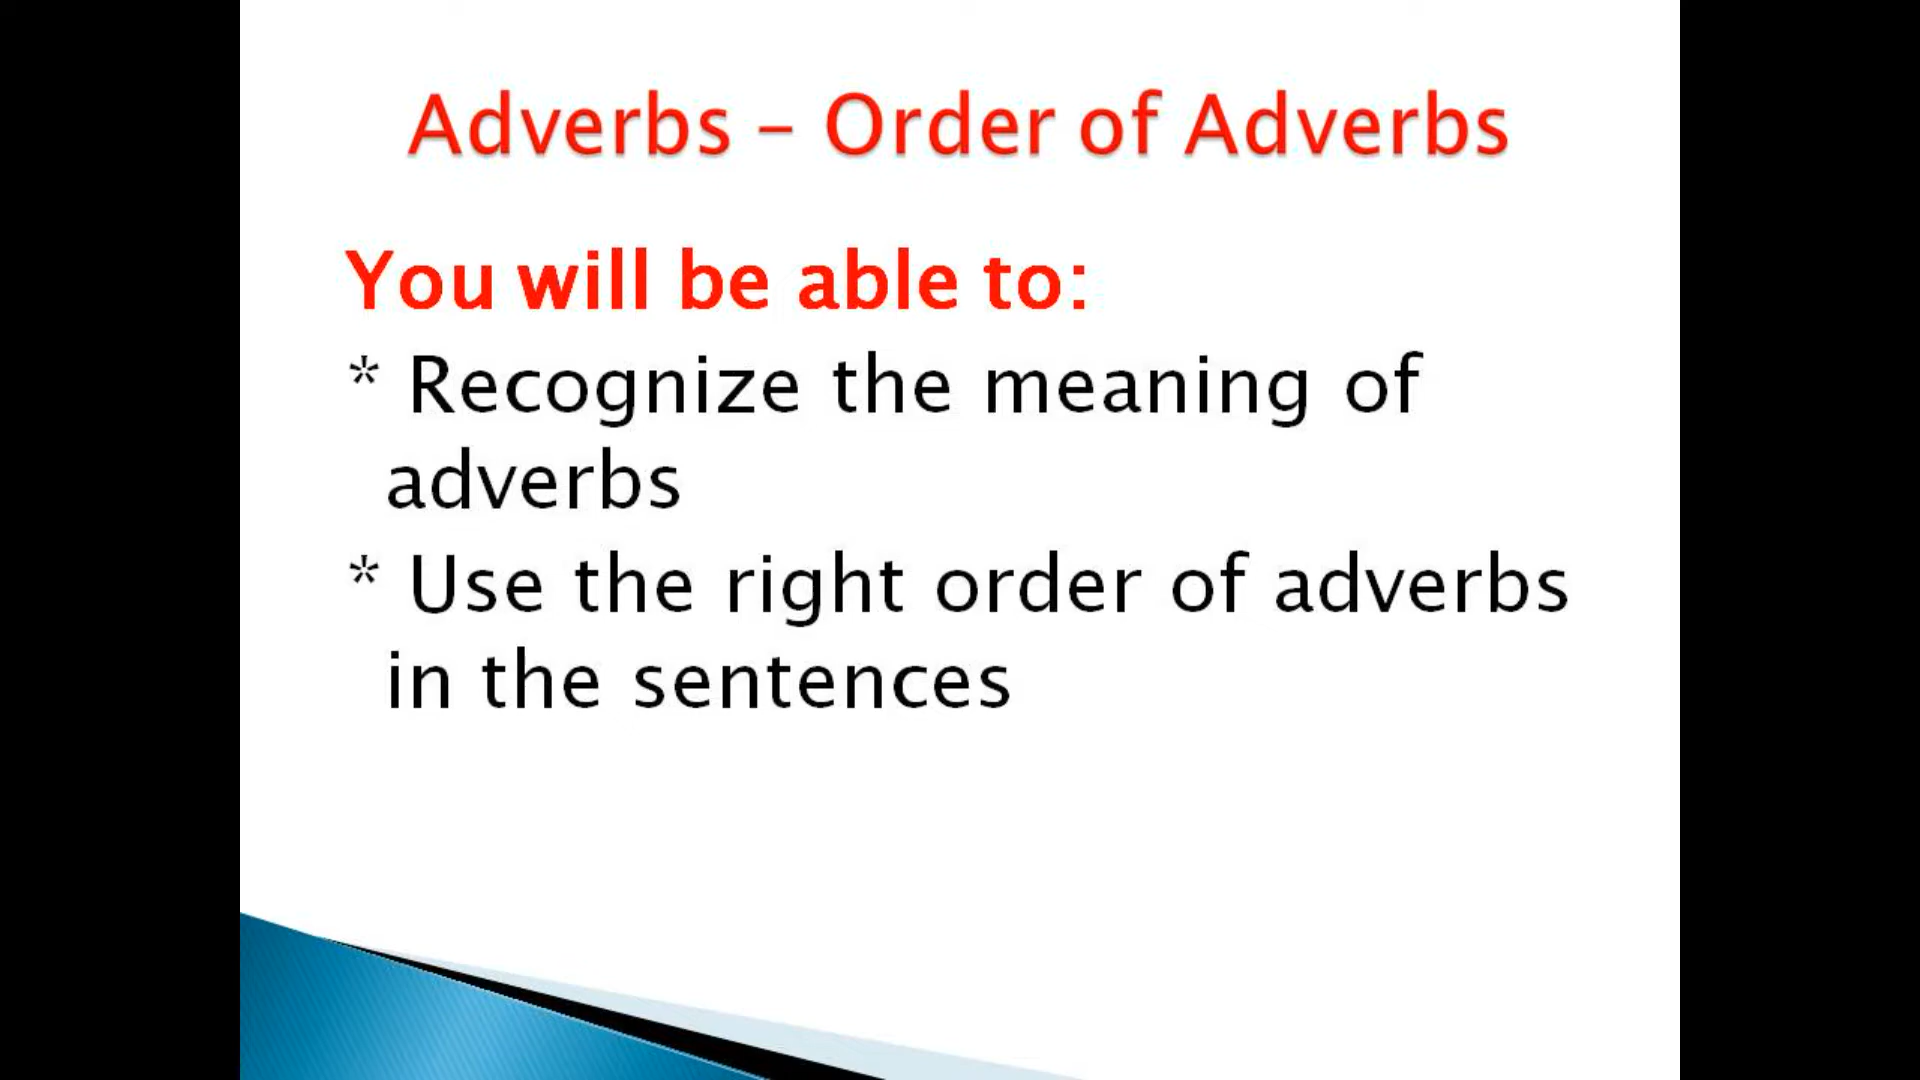 Adverbs – Order of Adverbs
You will be able to:
* Recognize the meaning of
adverbs
* Use the right order of adverbs
in the sentences